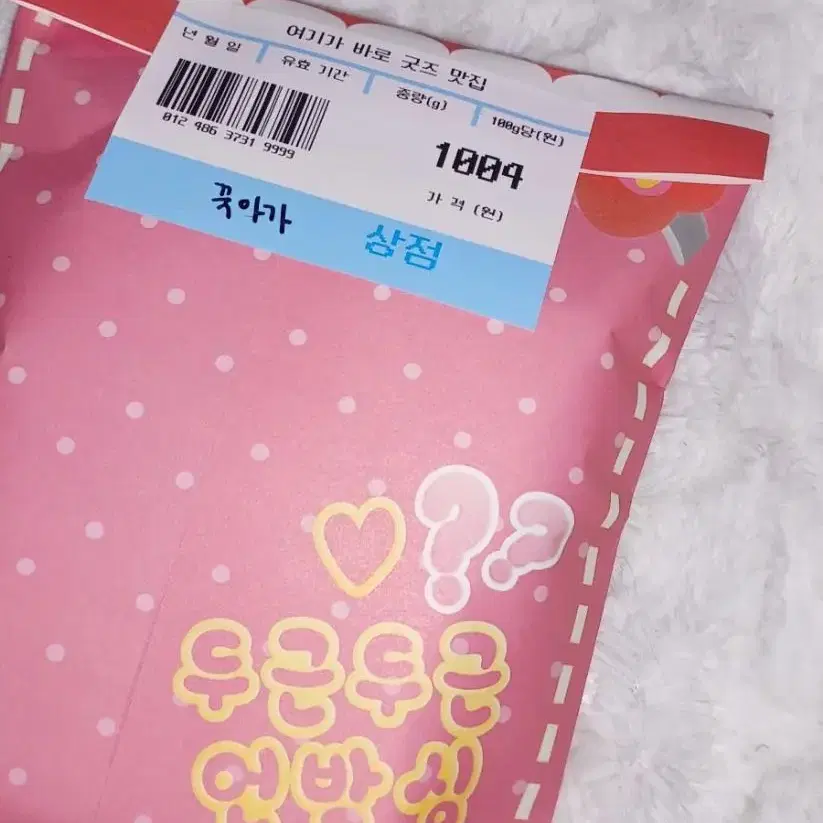 여기가 바로 굿즈 맛집
년 월 일 유효 기간 중량(g) 100g당(원)
012 486 3731 9999
1004
가 격 (원)
꽃아가 상점
??
두근두근